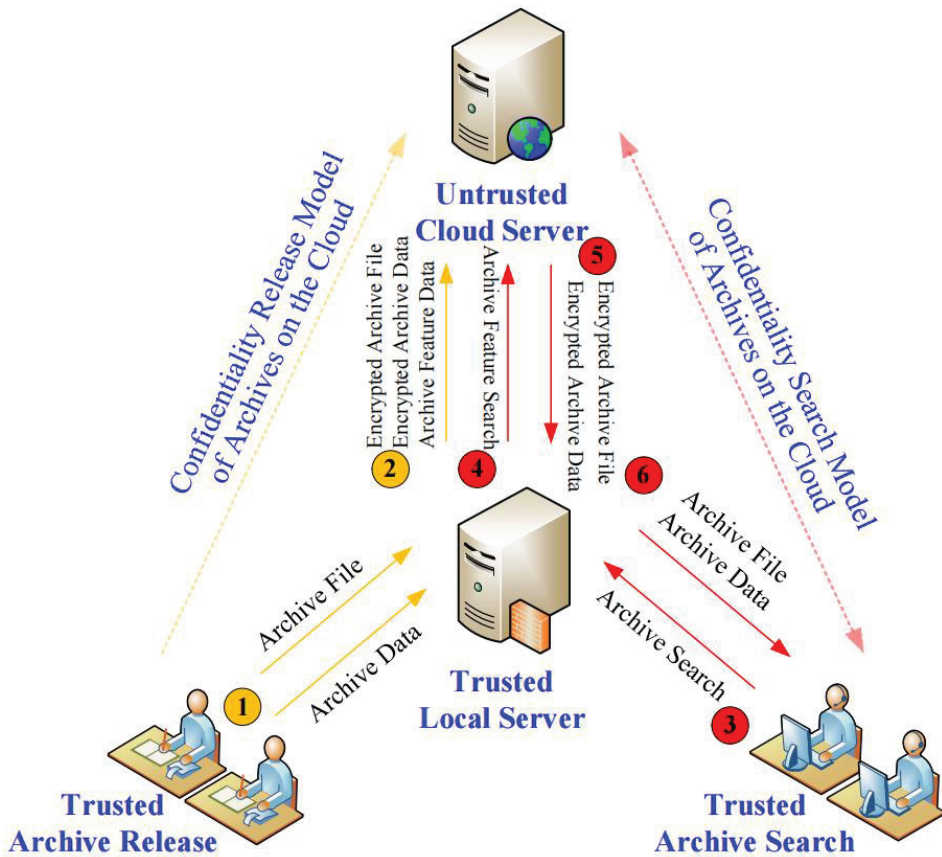 Untrusted
Cloud Server
Confidentiality Release Model
of Archives on the Cloud
Confidentiality Search Model
of Archives on the Cloud
Encrypted Archive File
Encrypted Archive Data
Archive Feature Data
2
Archive Feature Search
4
5
Encrypted Archive File
Encrypted Archive Data
6
Archive File
Archive Data
Archive Search
3
Archive File
Archive Data
1
Trusted
Local Server
Trusted
Archive Release
Trusted
Archive Search